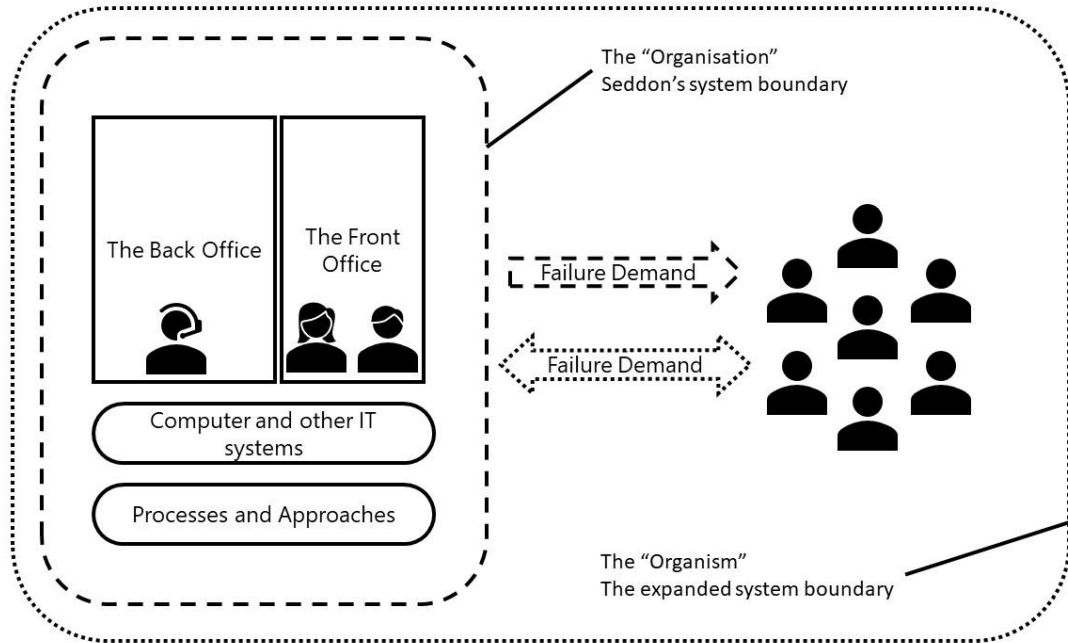 The “Organisation”
Seddon’s system boundary
The Back Office
The Front
Office
Failure Demand
Failure Demand
Computer and other IT
systems
Processes and Approaches
The “Organism”
The expanded system boundary